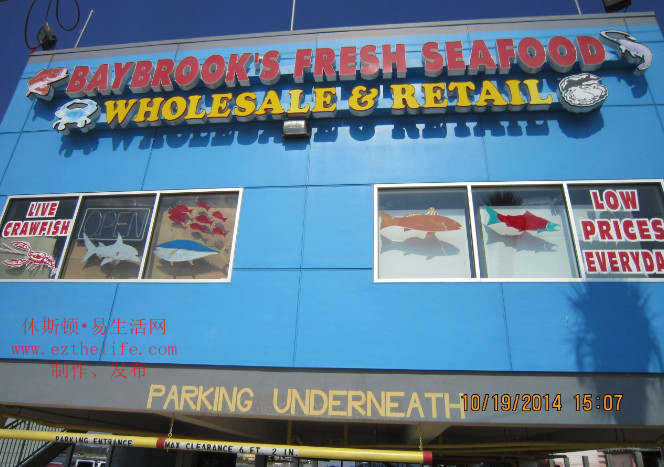 BAYBROOK'S FRESH SEAFOOD
WHOLESALE & RETAIL
LIVE
CRAWFISH
OPEN
LOW
PRICES
EVERYDA
休斯顿•易生活网
www.ezthelife.com
制作、发布
PARKING UNDERNEATH
10/19/2014 15:07
PARKING ENTRANCE
MAX CLEARANCE 6 FT. 2 IN